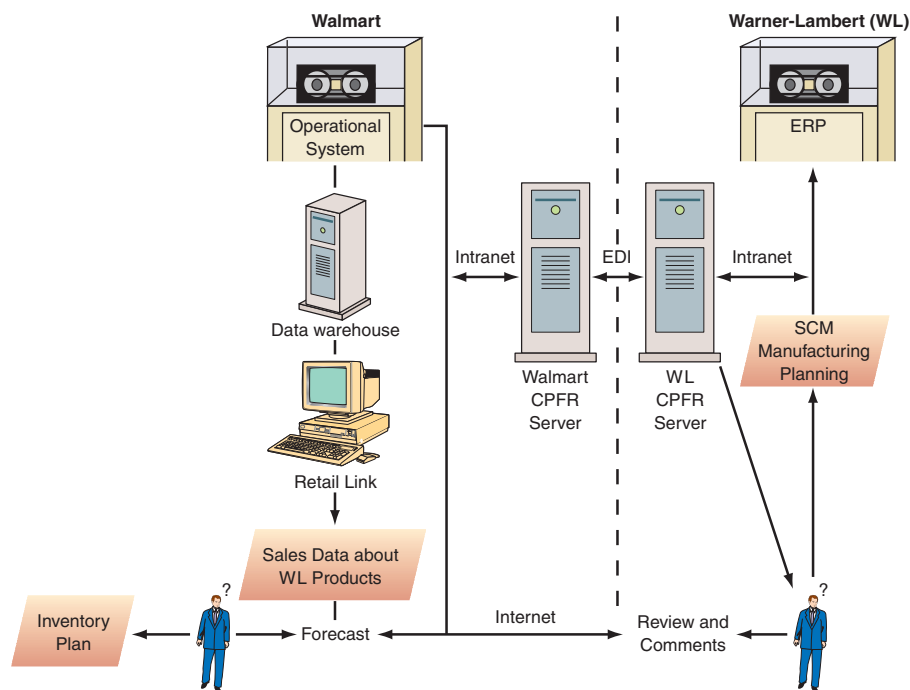 Walmart
Warner-Lambert (WL)
Operational
System
ERP
Intranet
EDI
Intranet
Data warehouse
SCM
Manufacturing
Planning
Walmart
CPFR
Server
WL
CPFR
Server
Retail Link
Sales Data about
WL Products
?
?
Inventory
Plan
Forecast
Internet
Review and
Comments